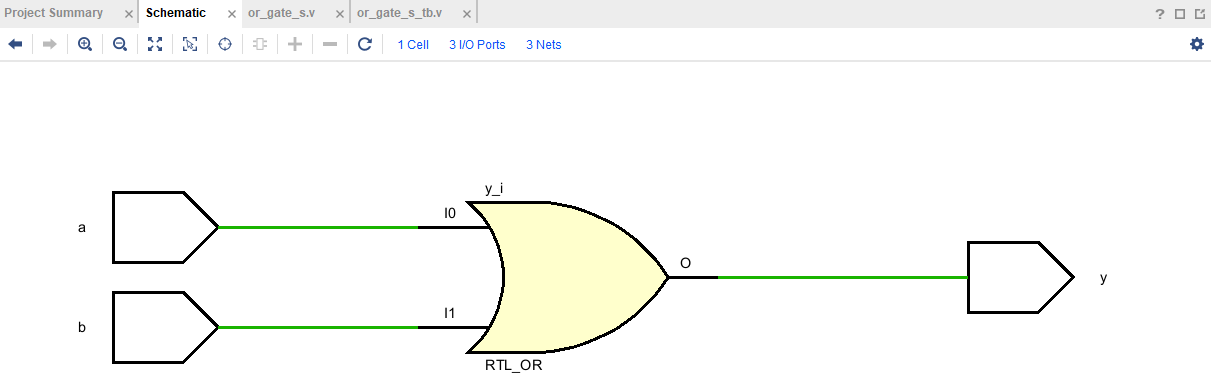 Project Summary × Schematic × or_gate_s.v × or_gate_s_tb.v × ?
1 Cell 3 I/O Ports 3 Nets
y_i
a I0
O y
b I1
RTL_OR